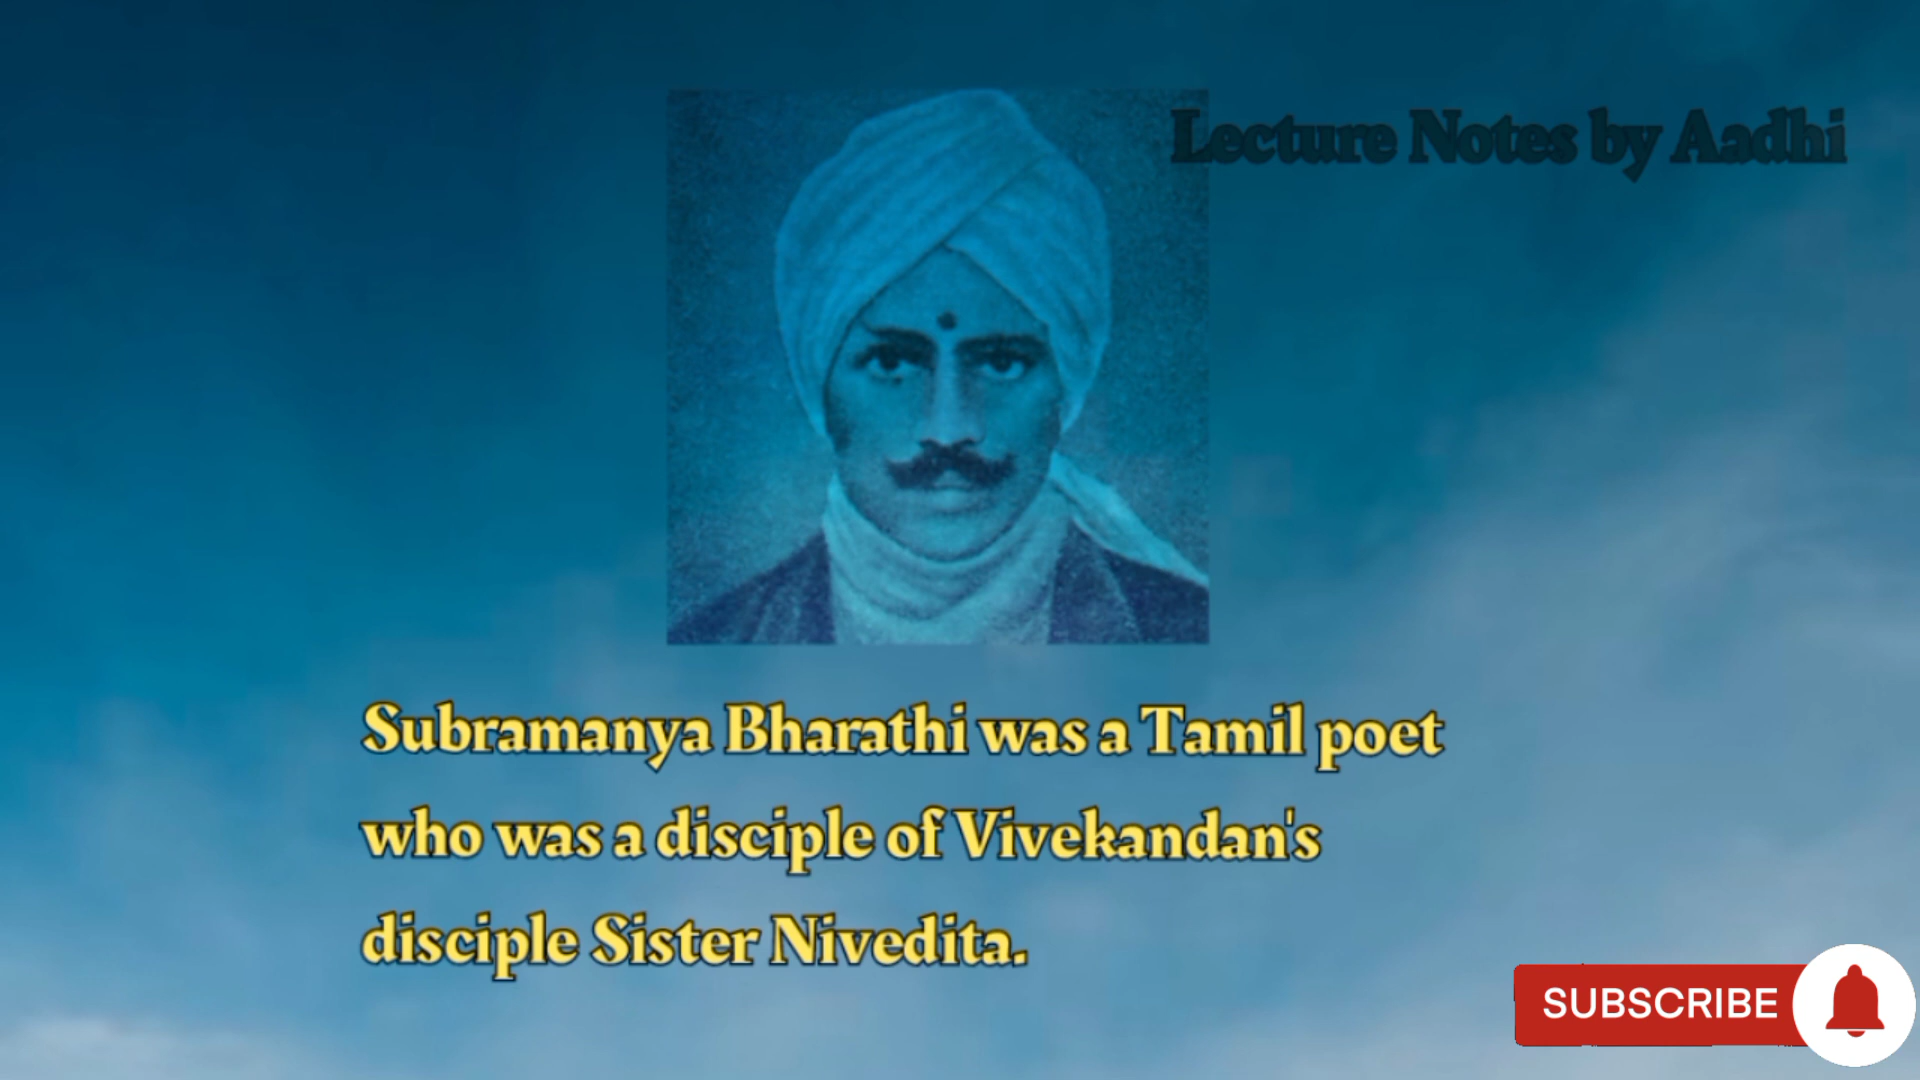 Lecture Notes by Aadhi
Subramanya Bharathi was a Tamil poet
who was a disciple of Vivekandan's
disciple Sister Nivedita.
SUBSCRIBE